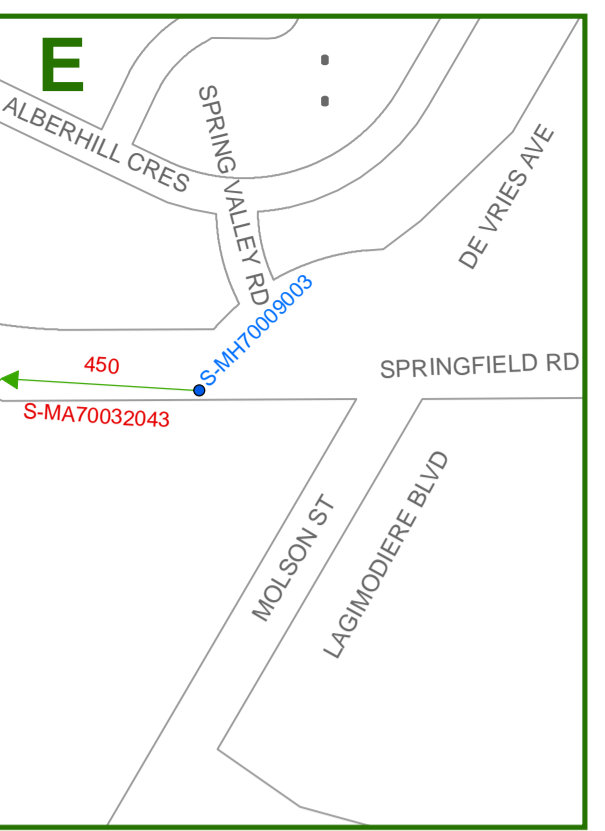 E
ALBERHILL CRES
SPRING VALLEY RD
DE VRIES AVE
S-MH70009003
450
SPRINGFIELD RD
S-MA70032043
MOLSON ST
LAGIMODIERE BLVD